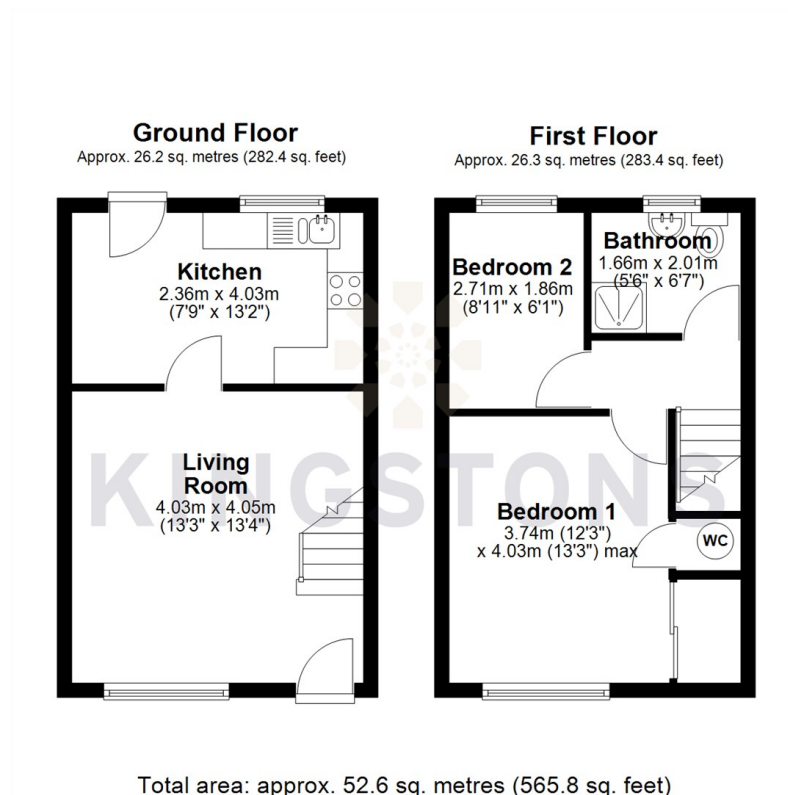 Ground Floor
Approx. 26.2 sq. metres (282.4 sq. feet)
Kitchen
2.36m x 4.03m
(7'9" x 13'2")
Living
Room
4.03m x 4.05m
(13'3" x 13'4")
First Floor
Approx. 26.3 sq. metres (283.4 sq. feet)
Bedroom 2
2.71m x 1.86m
(8'11" x 6'1")
Bathroom
1.66m x 2.01m
(5'6" x 6'7")
Bedroom 1
3.74m (12'3")
x 4.03m (13'3") max
WC
KINGSTONS
Total area: approx. 52.6 sq. metres (565.8 sq. feet)